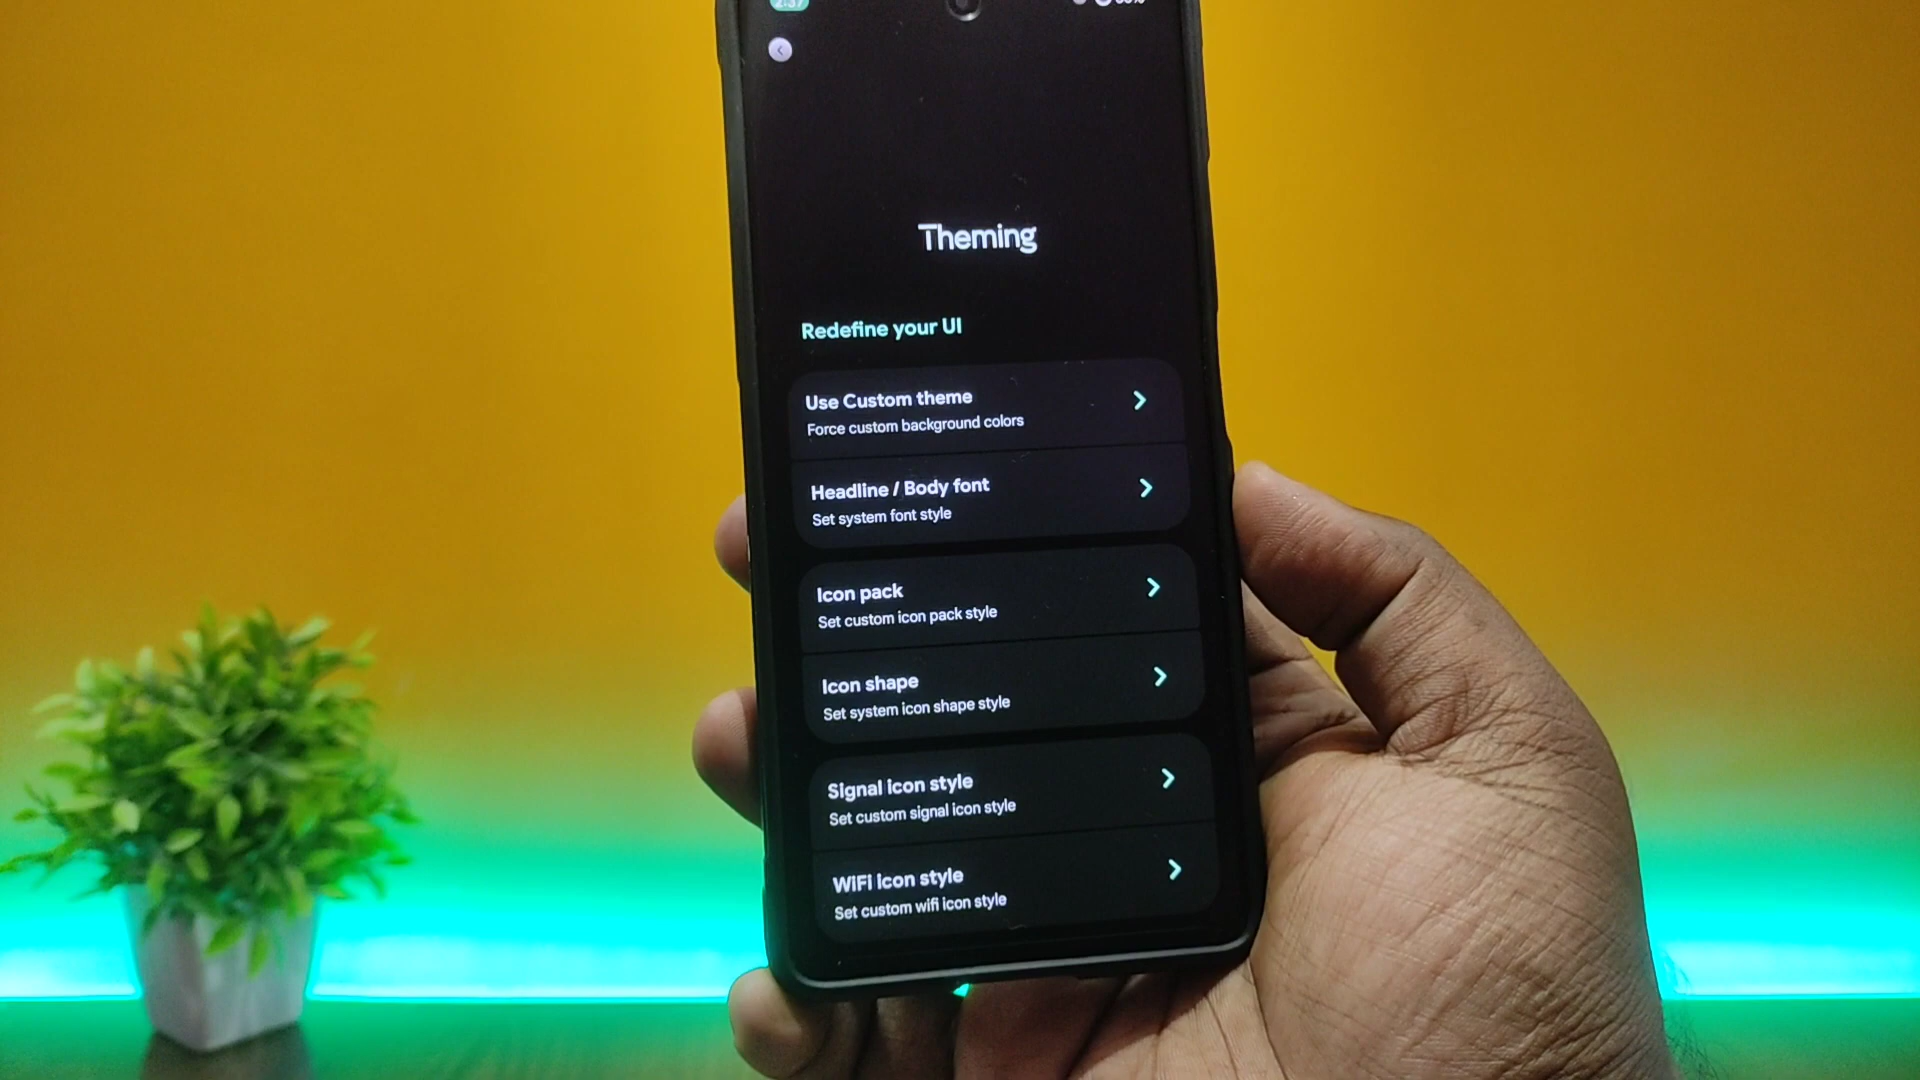 2:37
Theming
Redefine your UI
Use Custom theme
Force custom background colors
Headline / Body font
Set system font style
Icon pack
Set custom icon pack style
Icon shape
Set system icon shape style
Signal icon style
Set custom signal icon style
WiFi icon style
Set custom wifi icon style